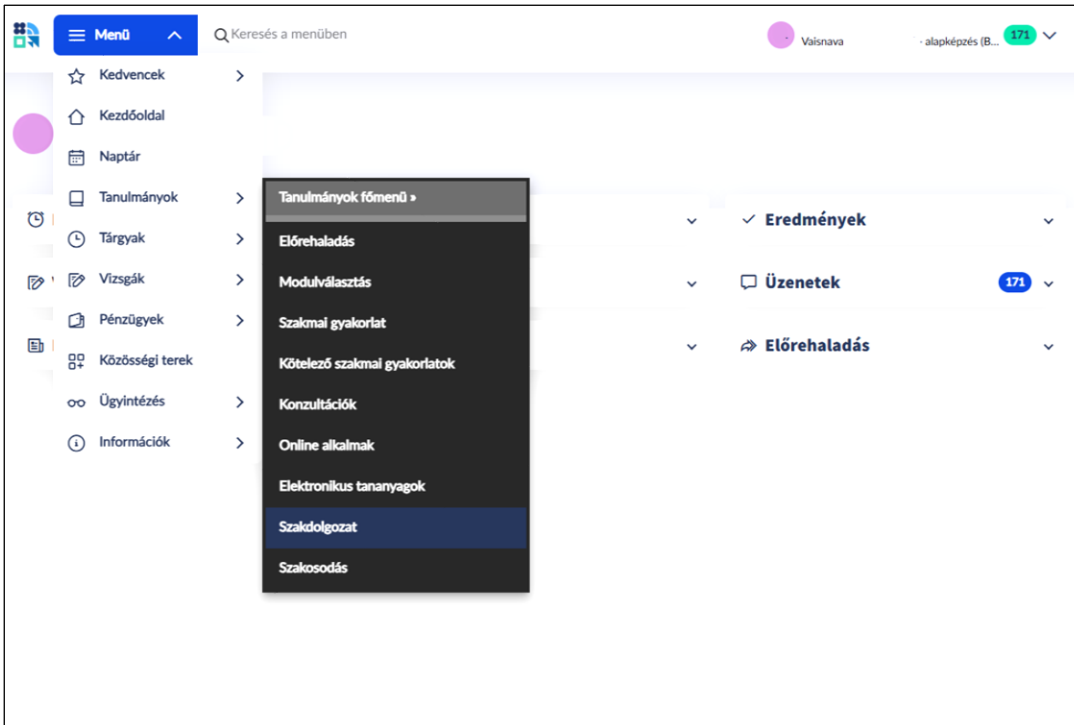 Menü
Keresés a menüben
Vaisnava
- alapképzés (B...
171
Kedvencek
Kezdőoldal
Naptár
Tanulmányok
Tárgyak
Vizsgák
Pénzügyek
Közösségi terek
Ügyintézés
Információk
Tanulmányok főmenü »
Előrehaladás
Modulválasztás
Szakmai gyakorlat
Kötelező szakmai gyakorlatok
Konzultációk
Online alkalmak
Elektronikus tananyagok
Szakdolgozat
Szakosodás
Eredmények
Üzenetek
171
Előrehaladás